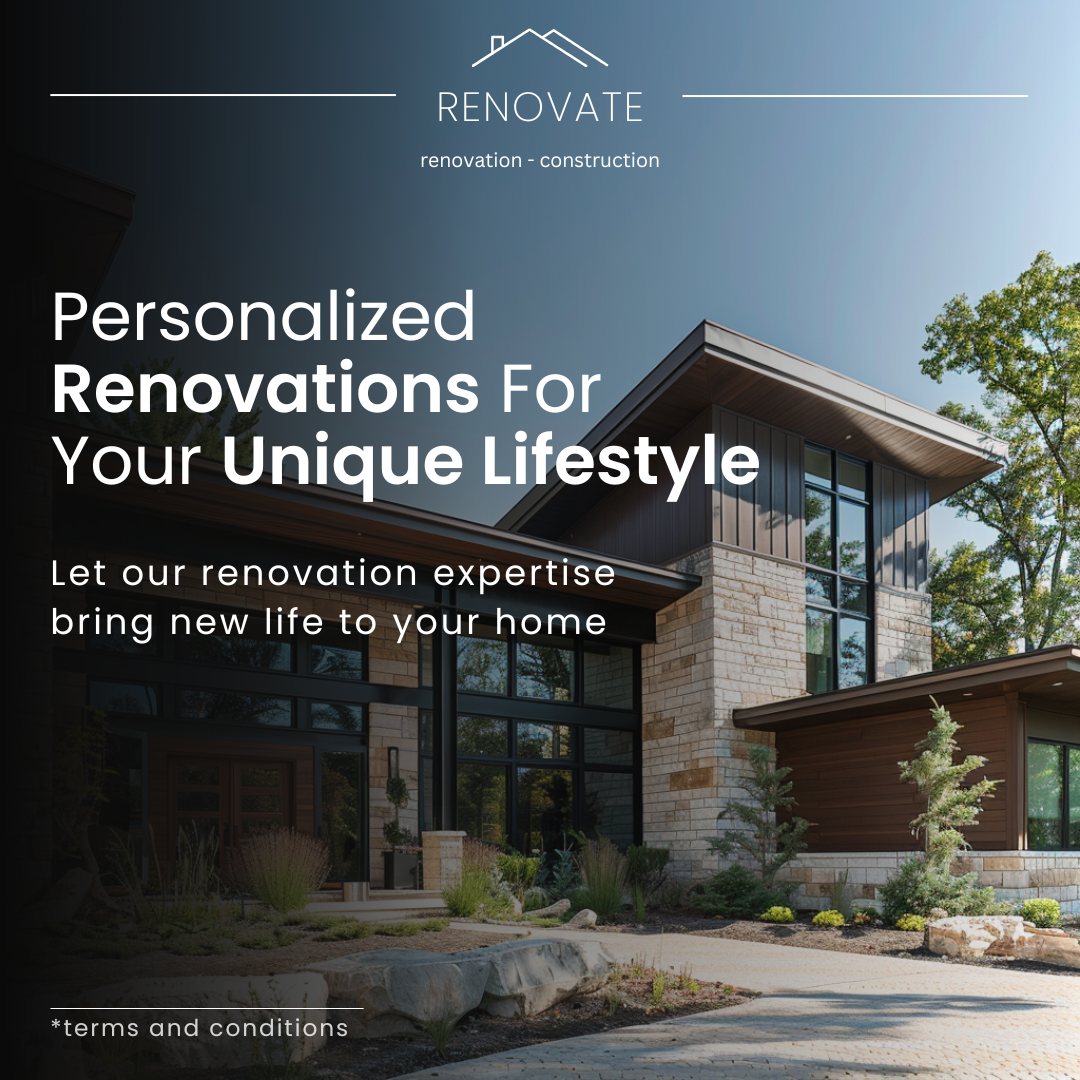 RENOVATE
renovation - construction
Personalized
Renovations For
Your Unique Lifestyle
Let our renovation expertise
bring new life to your home
*terms and conditions